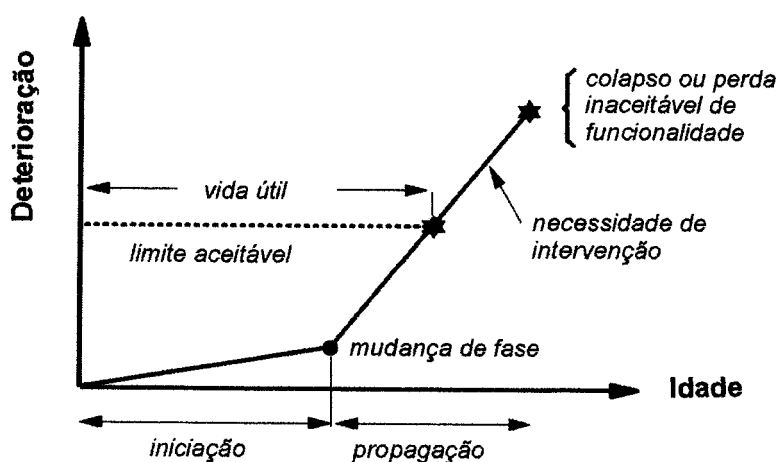 Deterioração
colapso ou perda
inaceitável de
funcionalidade
vida útil
necessidade de
intervenção
limite aceitável
mudança de fase
Idade
iniciação
propagação